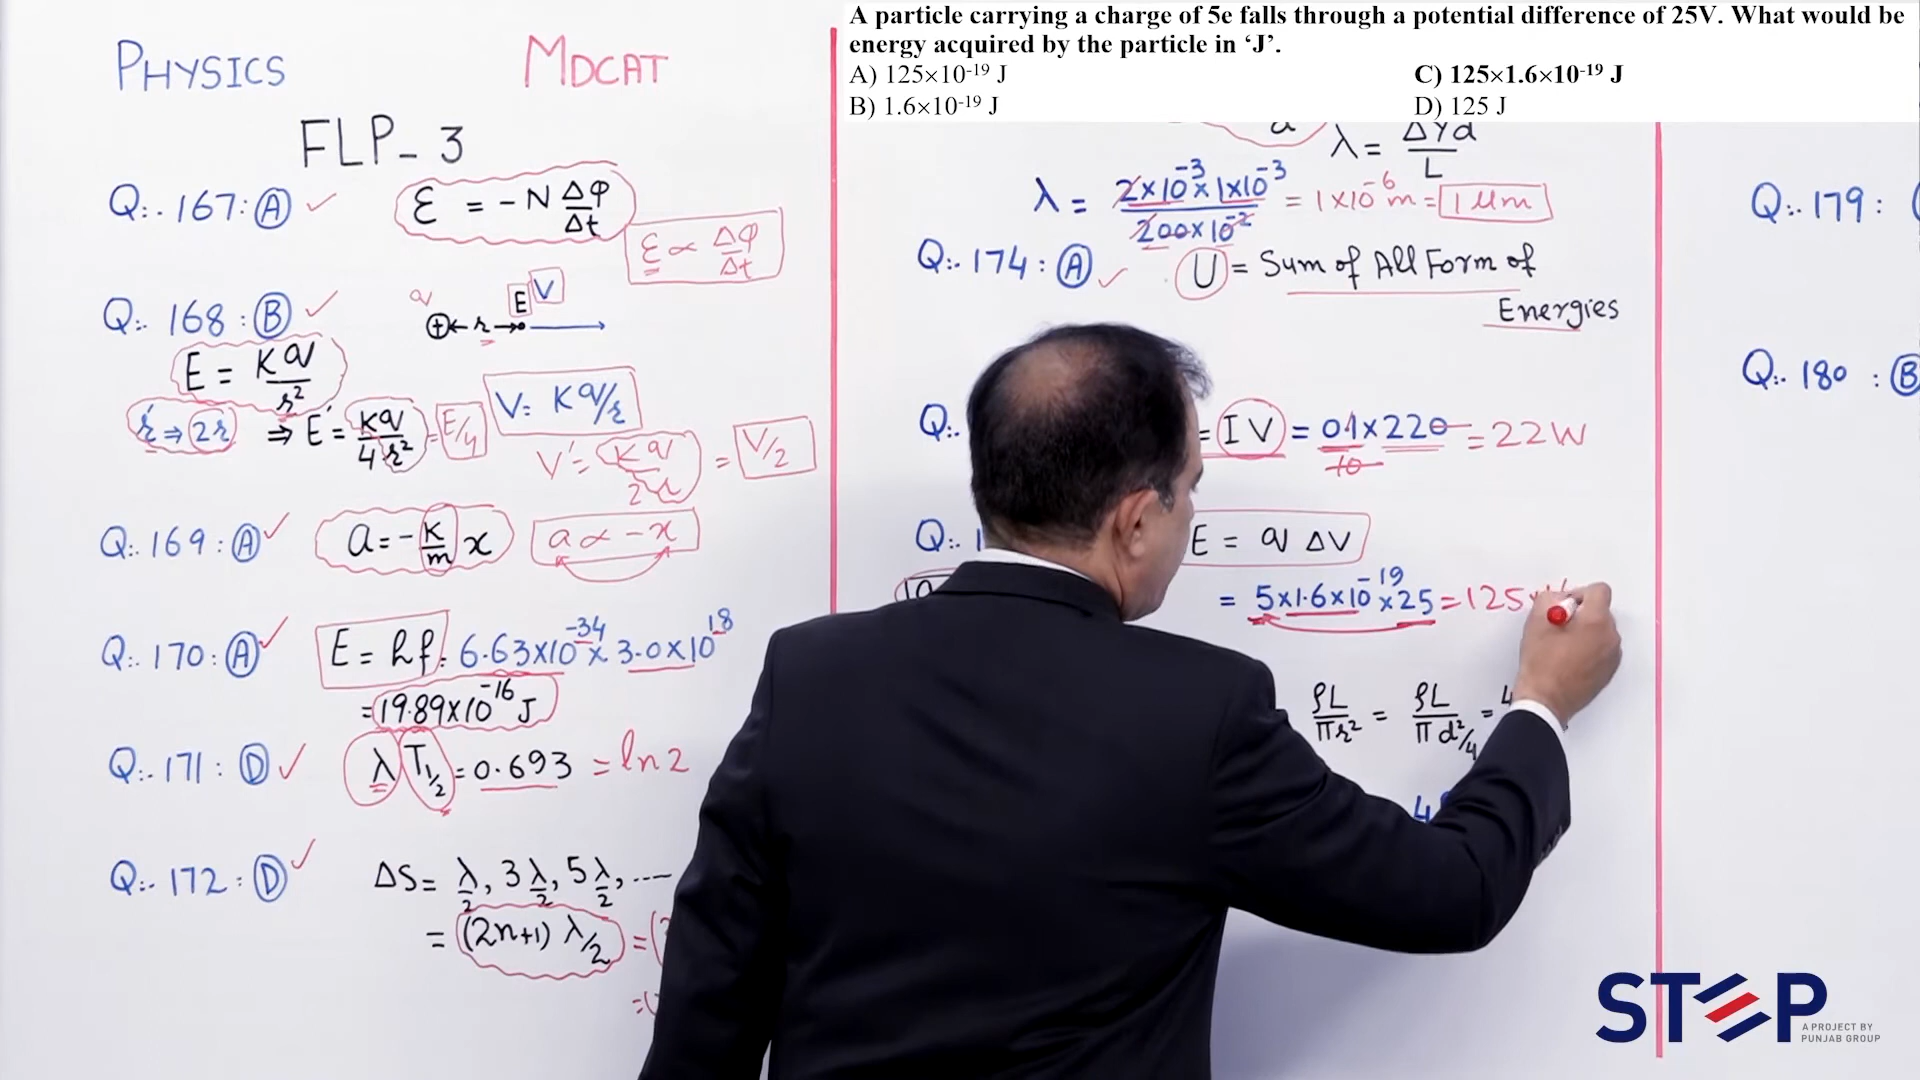 A particle carrying a charge of 5e falls through a potential difference of 25V. What would be
energy acquired by the particle in ‘J’.
A) 125×10⁻¹⁹ J
C) 125×1.6×10⁻¹⁹ J
B) 1.6×10⁻¹⁹ J
D) 125 J
PHYSICS MDCAT
FLP- 3
Q:. 167: A ✓ ε = -N Δφ/Δt
ε ∝ Δφ/Δt
Q:. 168: B ✓ q + ← r → E V
E = Kq/r²
r' ⇒ 2r ⇒ E' = Kq/4r² = E/4 V = Kq/r
V' = Kq/2r = V/2
Q:. 169: A ✓ a = -K/m x a ∝ -x
Q:. 170: A ✓ E = hf = 6.63×10⁻³⁴ × 3.0×10¹⁸
= 19.89×10⁻¹⁶ J
Q:. 171: D ✓ λ T1/2 = 0.693 = ln 2
Q:. 172: D ✓ ΔS = λ/2, 3λ/2, 5λ/2, ....
= (2n+1) λ/2 =
λ = ΔYd/L
λ = 2×10⁻³×1×10⁻³/200×10⁻² = 1×10⁻⁶ m = 1 μm
Q:. 174: A ✓ U = Sum of All Form of
Energies
Q:. = IV = 01×220 = 22W
10
Q:. E = q ΔV
= 5×1.6×10⁻¹⁹×25 = 125
ρL/πr² = ρL/πd²/4 = 4
4
Q:. 179:
Q:. 180: B
STEP
A PROJECT BY
PUNJAB GROUP